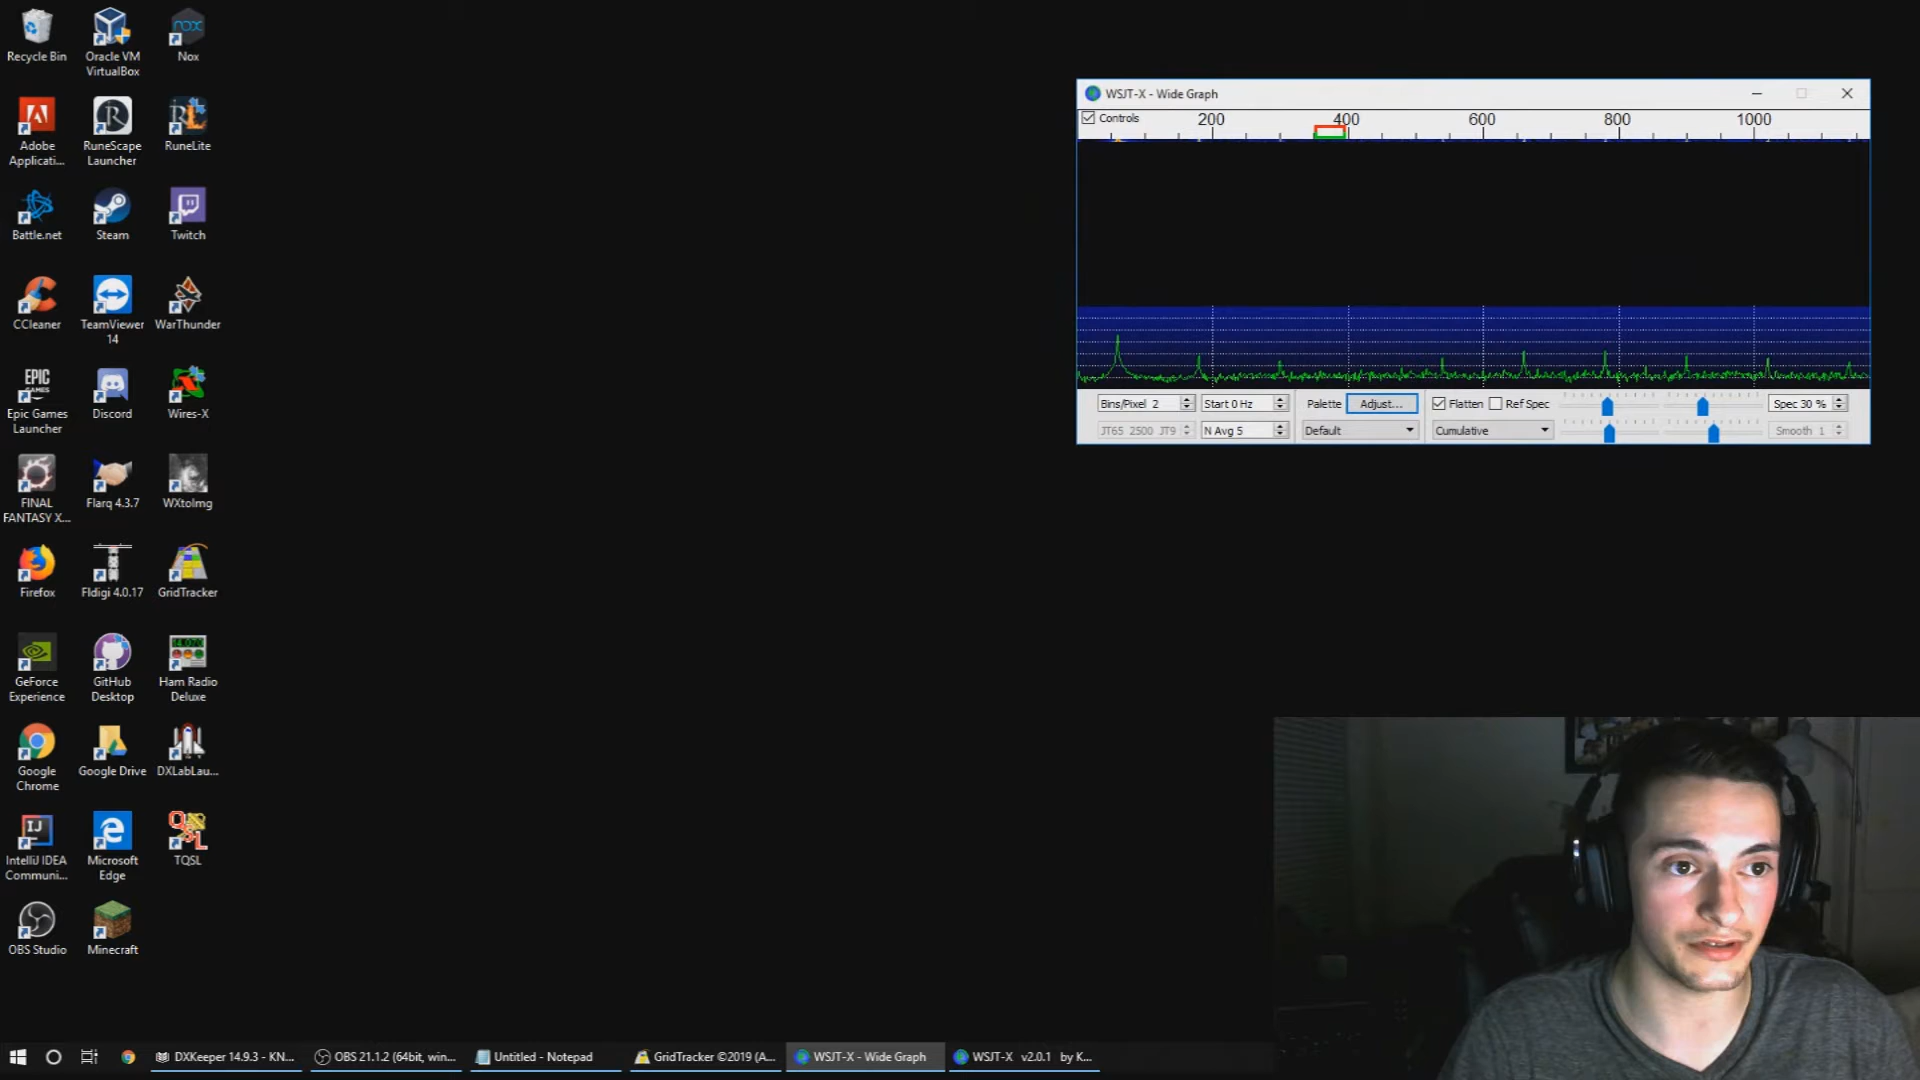 Recycle Bin
Oracle VM
VirtualBox
Nox
Adobe
Applicati...
RuneScape
Launcher
RuneLite
Battle.net
Steam
Twitch
CCleaner
TeamViewer
14
WarThunder
EPIC
GAMES
Epic Games
Launcher
Discord
Wires-X
FINAL
FANTASY X...
Flarq 4.3.7
WXtoImg
Firefox
Fldigi 4.0.17
GridTracker
GeForce
Experience
GitHub
Desktop
Ham Radio
Deluxe
Google
Chrome
Google Drive
DXLabLau...
IntelliJ IDEA
Communi...
Microsoft
Edge
TQSL
OBS Studio
Minecraft
WSJT-X - Wide Graph
Controls
200 400 600 800 1000
Bins/Pixel 2 Start 0 Hz Palette Adjust... Flatten Ref Spec Spec 30 %
JT65 2500 JT9 N Avg 5 Default Cumulative Smooth 1
DXKeeper 14.9.3 - KN... OBS 21.1.2 (64bit, win... Untitled - Notepad GridTracker ©2019 (A... WSJT-X - Wide Graph WSJT-X v2.0.1 by K...